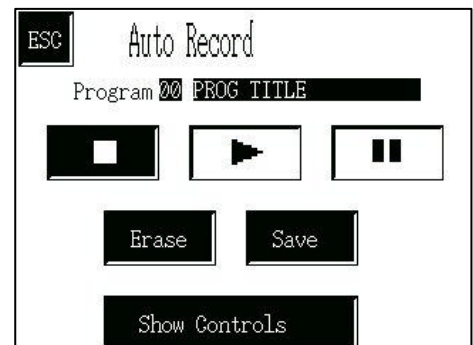 ESC Auto Record
Program 00 PROG TITLE
Erase Save
Show Controls